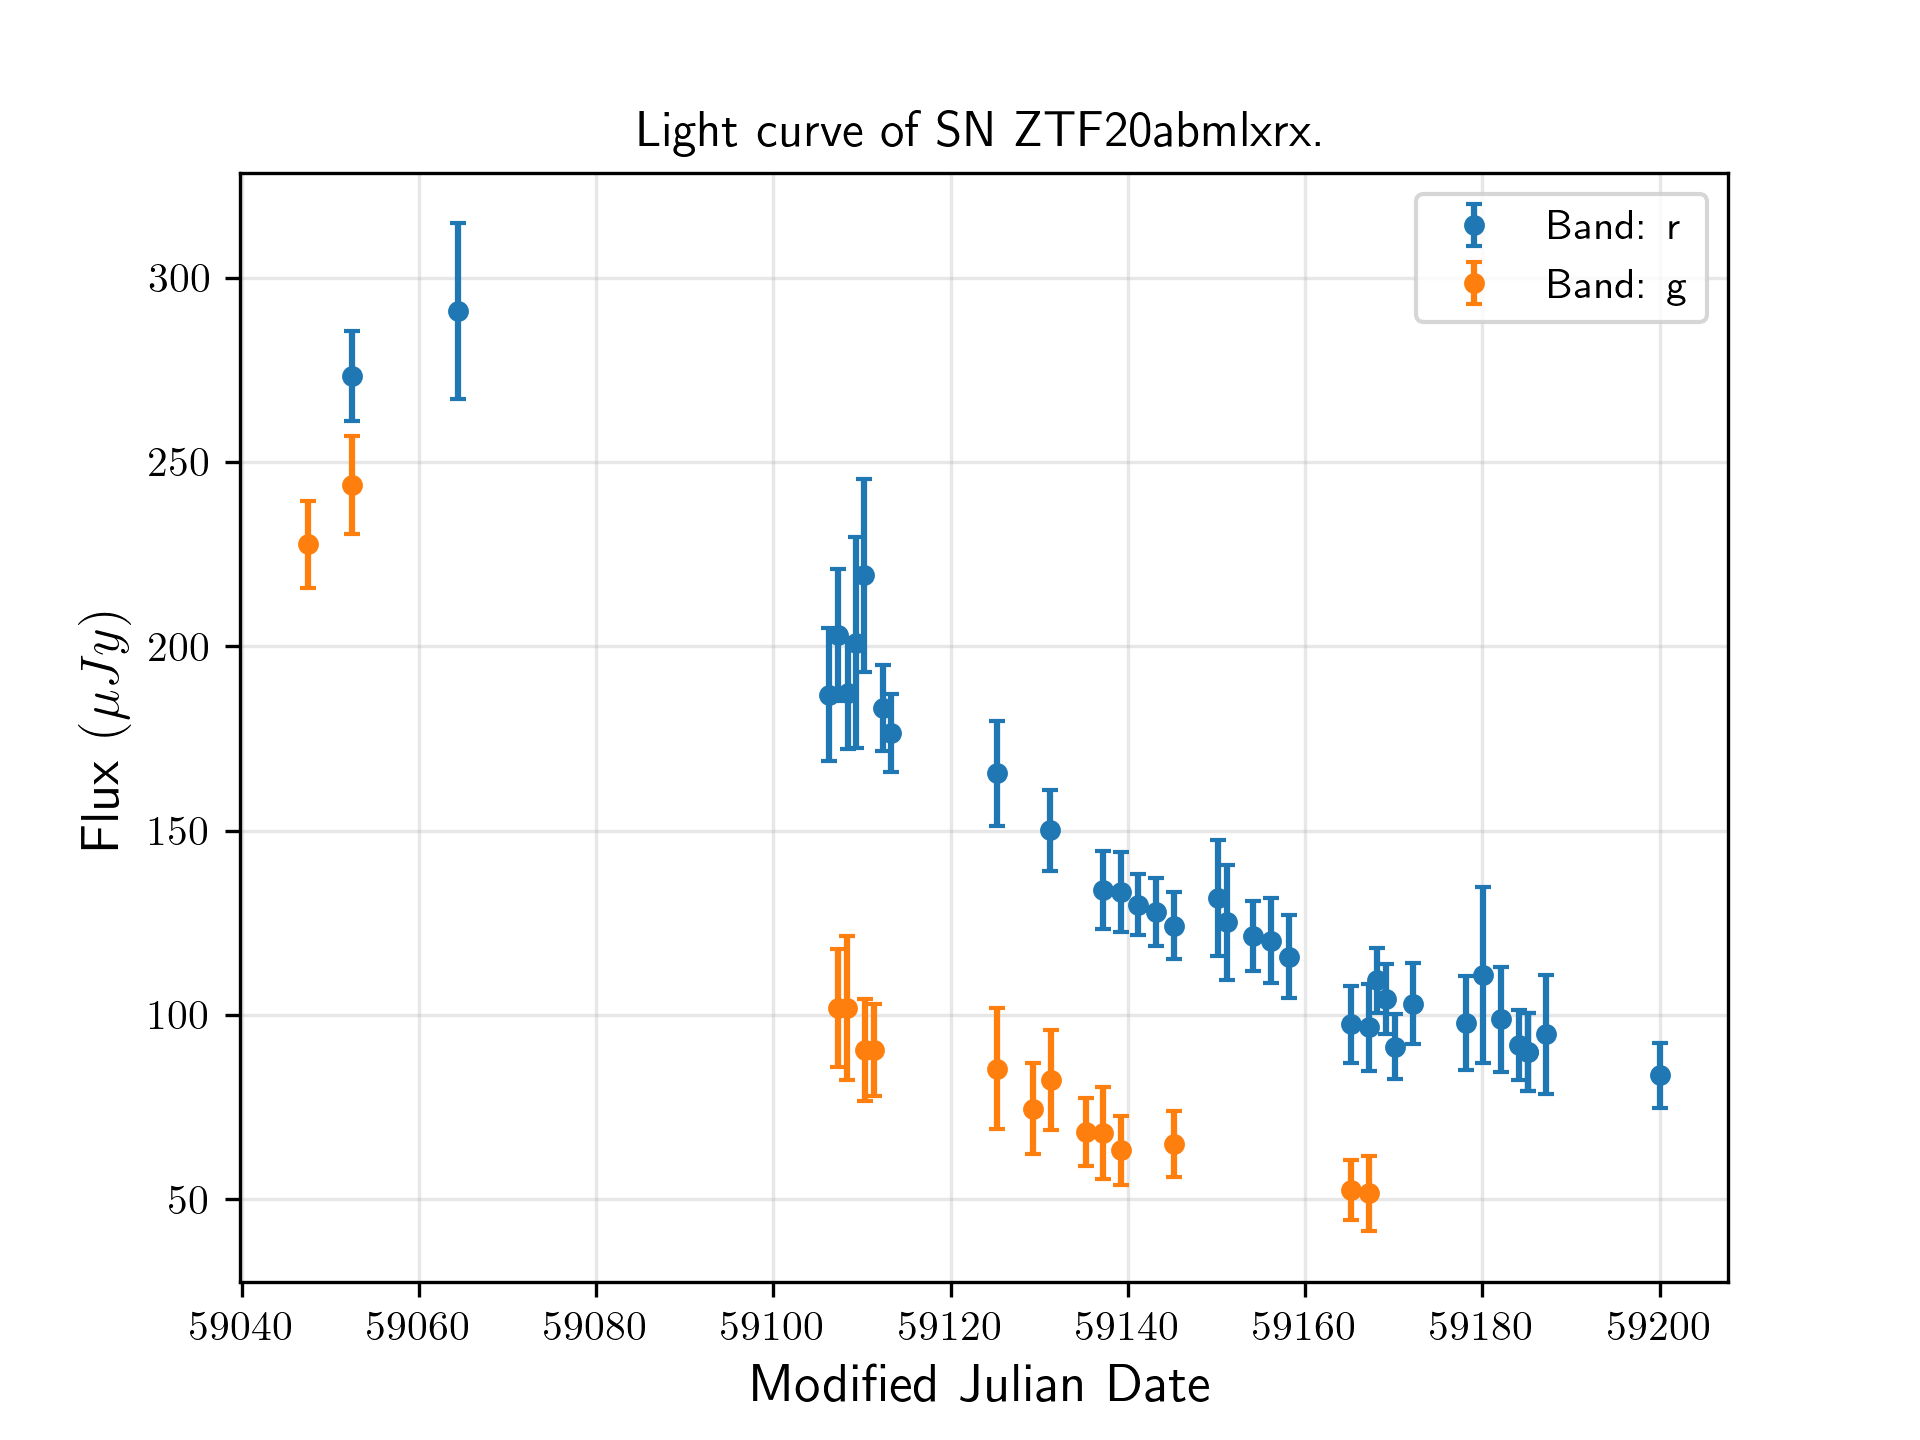 Light curve of SN ZTF20abmlxrx.
Band: r
Band: g
300
250
200
150
100
50
Flux (μJy)
59040 59060 59080 59100 59120 59140 59160 59180 59200
Modified Julian Date